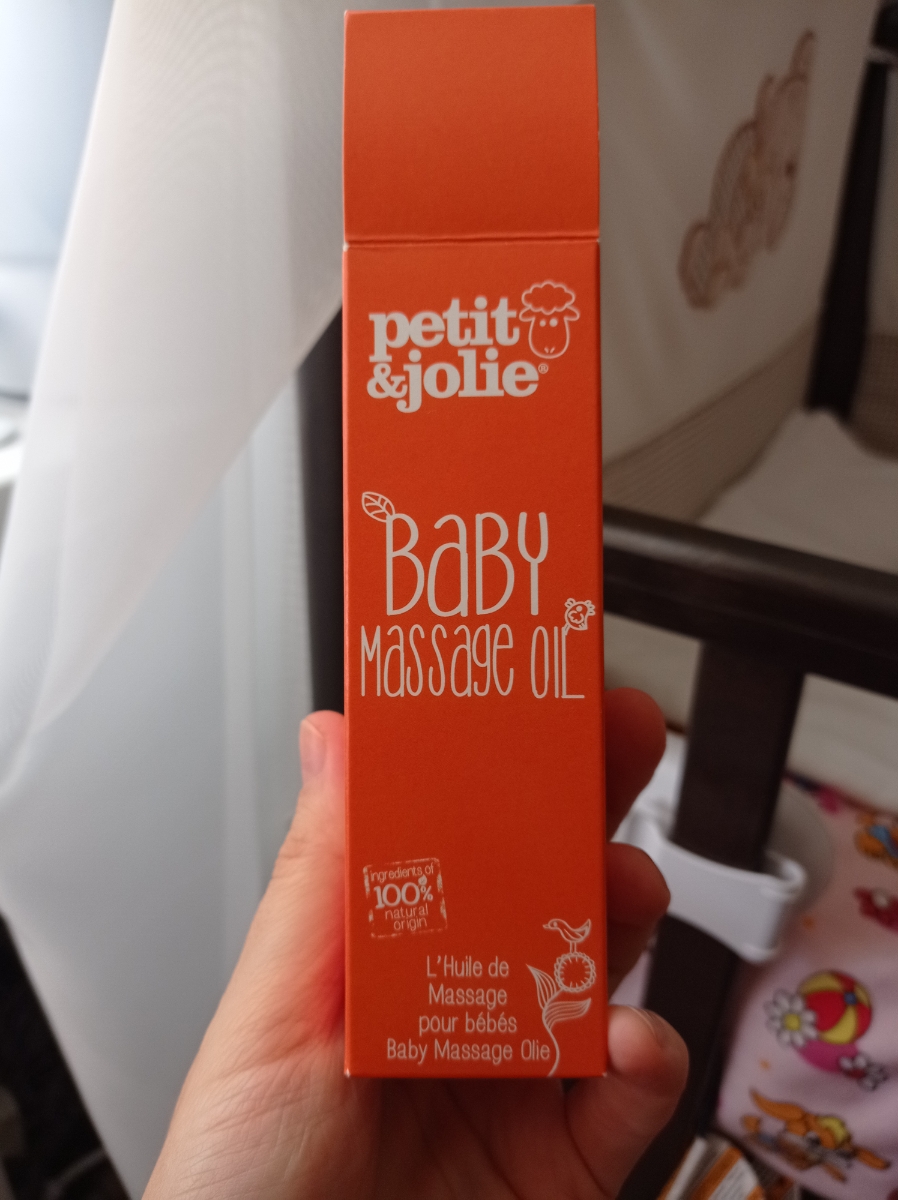 petit
&jolie®
BaBY
Massage OIL
ingredients of
100%
natural
origin
L'Huile de
Massage
pour bébés
Baby Massage Olie